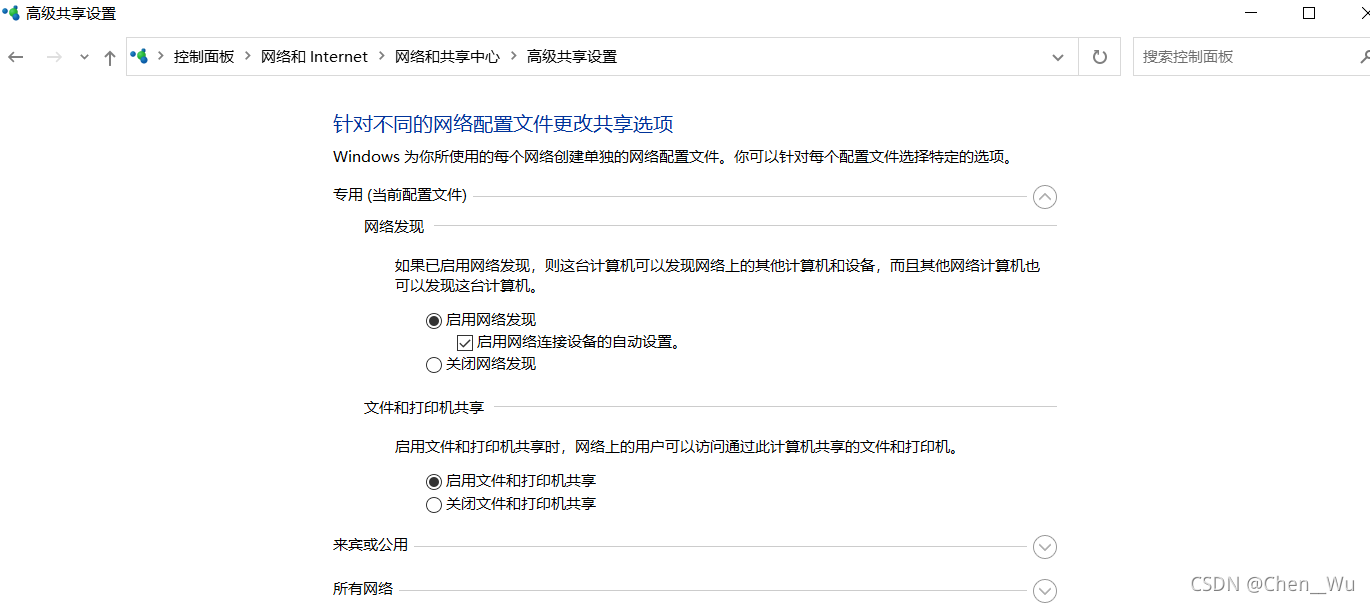 高级共享设置
控制面板 网络和 Internet 网络和共享中心 高级共享设置 搜索控制面板
针对不同的网络配置文件更改共享选项
Windows 为你所使用的每个网络创建单独的网络配置文件。你可以针对每个配置文件选择特定的选项。
专用 (当前配置文件)
网络发现
如果已启用网络发现，则这台计算机可以发现网络上的其他计算机和设备，而且其他网络计算机也
可以发现这台计算机。
启用网络发现
启用网络连接设备的自动设置。
关闭网络发现
文件和打印机共享
启用文件和打印机共享时，网络上的用户可以访问通过此计算机共享的文件和打印机。
启用文件和打印机共享
关闭文件和打印机共享
来宾或公用
所有网络
CSDN @Chen__Wu